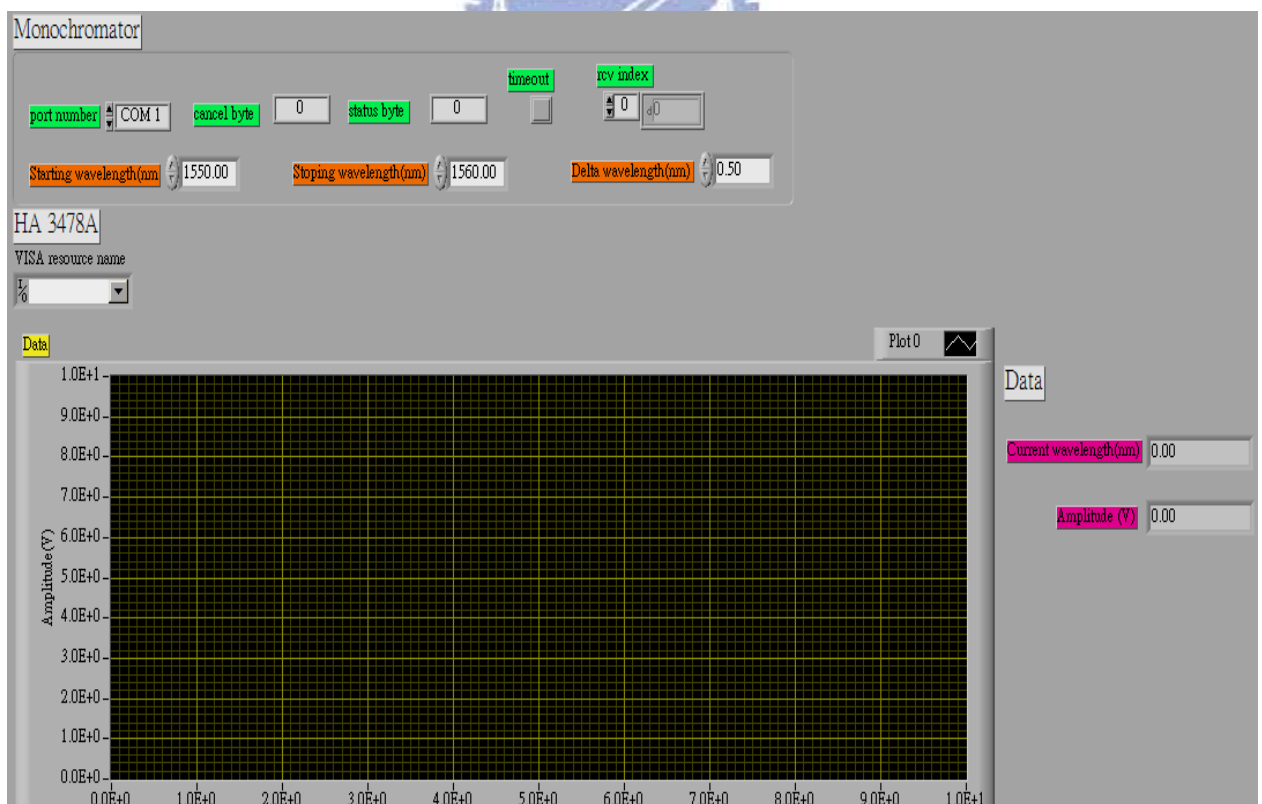 Monochromator
timeout
rcv index
port number COM 1 cancel byte 0 status byte 0 0
Starting wavelength(nm 1550.00 Stoping wavelength(nm) 1560.00 Delta wavelength(nm) 0.50
HA 3478A
VISA resource name
I/O
Data
Plot 0
Data
Current wavelength(nm) 0.00
Amplitude (V) 0.00
Amplitude (V)
1.0E+1
9.0E+0
8.0E+0
7.0E+0
6.0E+0
5.0E+0
4.0E+0
3.0E+0
2.0E+0
1.0E+0
0.0E+0
0.0E+0 1.0E+0 2.0E+0 3.0E+0 4.0E+0 5.0E+0 6.0E+0 7.0E+0 8.0E+0 9.0E+0 1.0E+1